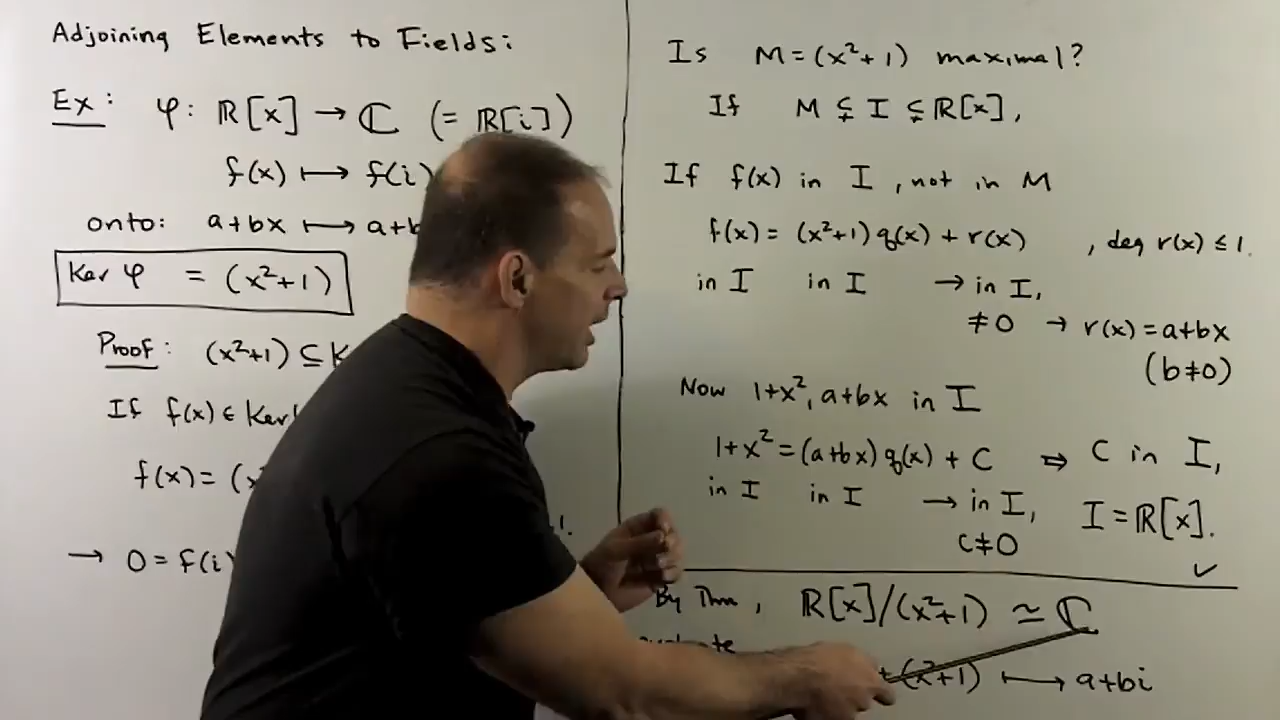 Adjoining Elements to Fields:
Ex: φ: ℝ[x] → ℂ (= ℝ[i])
f(x) ⟼ f(i)
onto: a+bx ⟼ a+b
Ker φ = (x²+1)
Proof: (x²+1) ⊆ K
If f(x) ∈ Ker
f(x) = (x
→ 0 = f(i)
Is M = (x²+1) maximal?
If M ⊊ I ⊊ ℝ[x],
If f(x) in I, not in M
f(x) = (x²+1) q(x) + r(x) , deg r(x) ≤ 1.
in I in I → in I,
≠0 → r(x) = a+bx
(b≠0)
Now 1+x², a+bx in I
1+x² = (a+bx) q(x) + C ⇒ C in I,
in I in I → in I, I = ℝ[x].
C≠0 ✓
By Thm, ℝ[x]/(x²+1) ≃ ℂ
+(x²+1) ⟼ a+bi